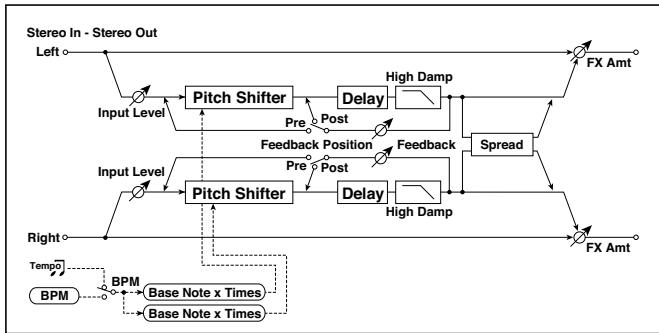 Stereo In - Stereo Out
Left
FX Amt
High Damp
Pitch Shifter
Delay
Input Level
Post
Pre
Spread
Feedback Position
Feedback
Input Level
Pre
Post
Pitch Shifter
Delay
High Damp
Right
FX Amt
Tempo
BPM
BPM
Base Note x Times
Base Note x Times